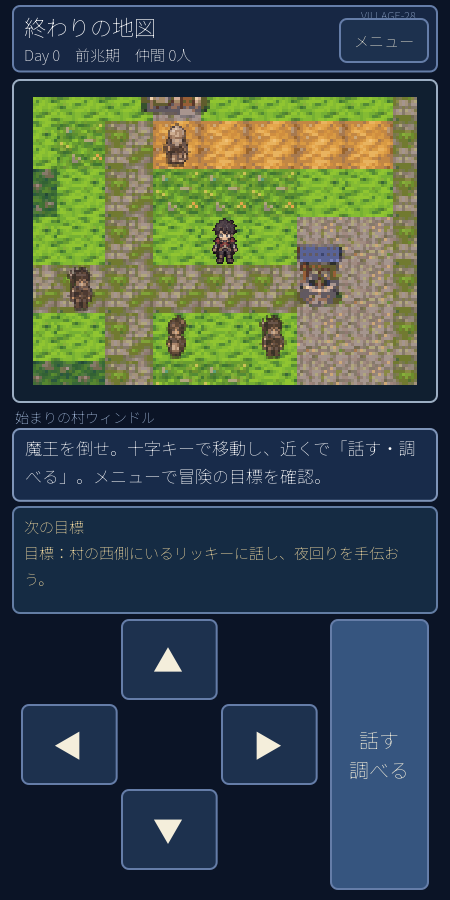 終わりの地図
VILLAGE-28
Day 0　前兆期　仲間 0人
メニュー
始まりの村ウィンドル
魔王を倒せ。十字キーで移動し、近くで「話す・調
べる」。メニューで冒険の目標を確認。
次の目標
目標：村の西側にいるリッキーに話し、夜回りを手伝お
う。
▲
◀
▶
▼
話す
調べる